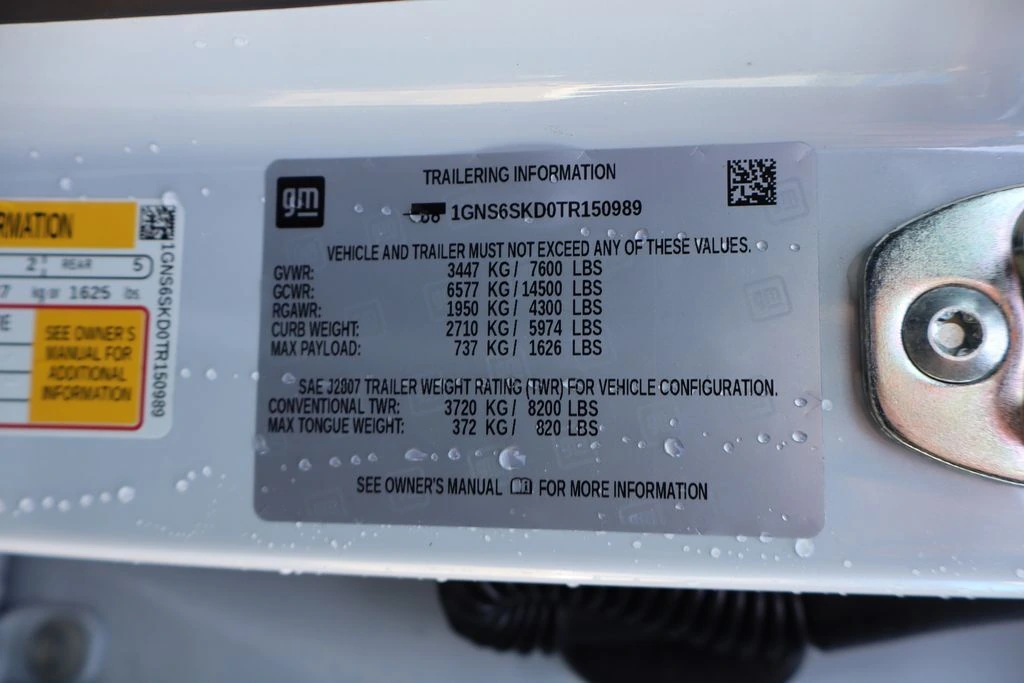 RMATION
2 REAR 5
7 kg or 1625 lbs
E
SEE OWNER'S
MANUAL FOR
ADDITIONAL
INFORMATION
1GNS6SKD0TR150989
gm
TRAILERING INFORMATION
1GNS6SKD0TR150989
VEHICLE AND TRAILER MUST NOT EXCEED ANY OF THESE VALUES.
GVWR: 3447 KG / 7600 LBS
GCWR: 6577 KG / 14500 LBS
RGAWR: 1950 KG / 4300 LBS
CURB WEIGHT: 2710 KG / 5974 LBS
MAX PAYLOAD: 737 KG / 1626 LBS
SAE J2807 TRAILER WEIGHT RATING (TWR) FOR VEHICLE CONFIGURATION.
CONVENTIONAL TWR: 3720 KG / 8200 LBS
MAX TONGUE WEIGHT: 372 KG / 820 LBS
SEE OWNER'S MANUAL FOR MORE INFORMATION